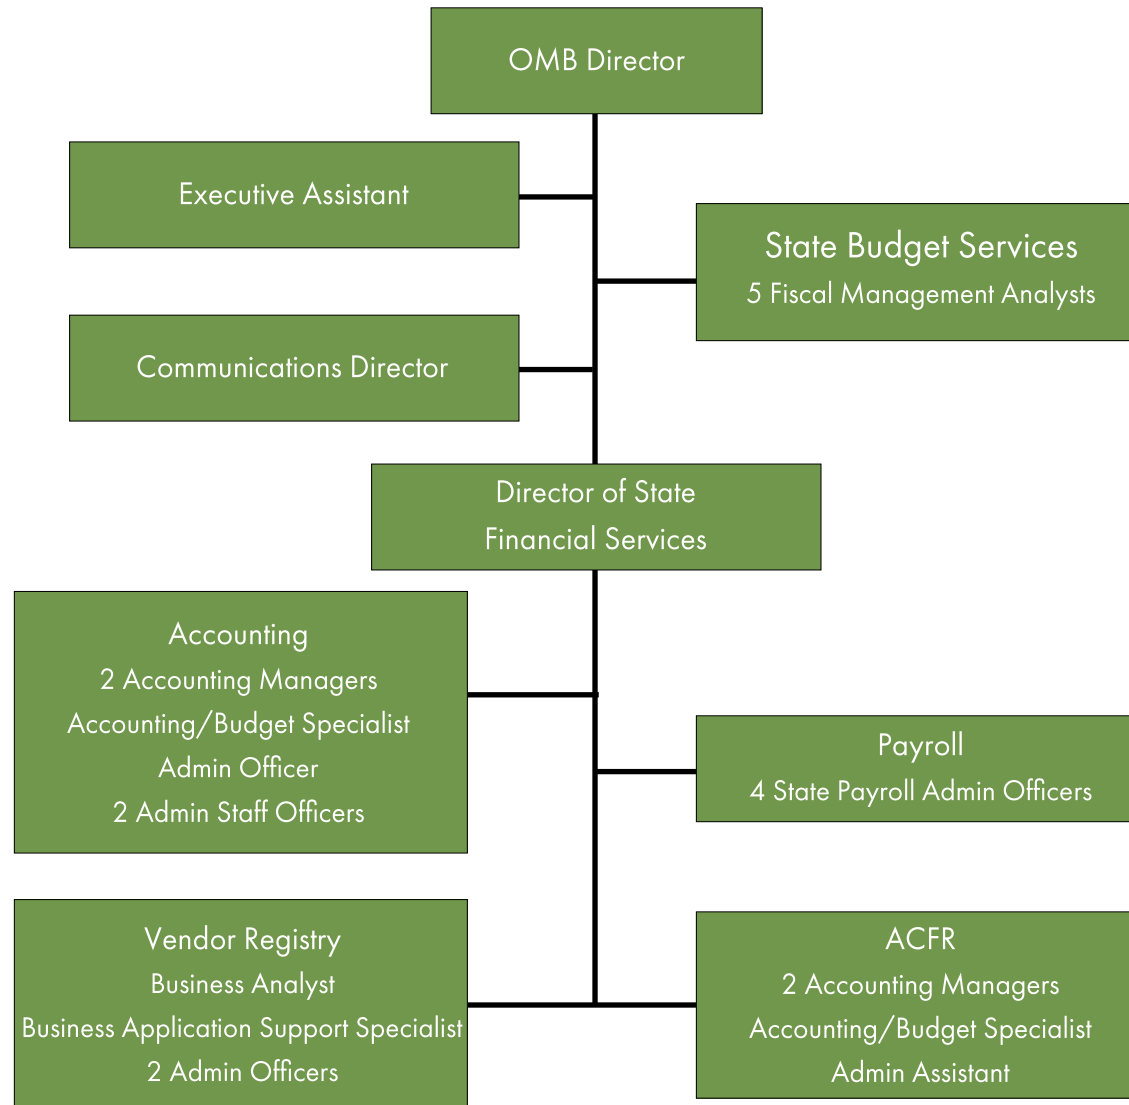 OMB Director
Executive Assistant
State Budget Services
5 Fiscal Management Analysts
Communications Director
Director of State
Financial Services
Accounting
2 Accounting Managers
Accounting/Budget Specialist
Admin Officer
2 Admin Staff Officers
Payroll
4 State Payroll Admin Officers
Vendor Registry
Business Analyst
Business Application Support Specialist
2 Admin Officers
ACFR
2 Accounting Managers
Accounting/Budget Specialist
Admin Assistant